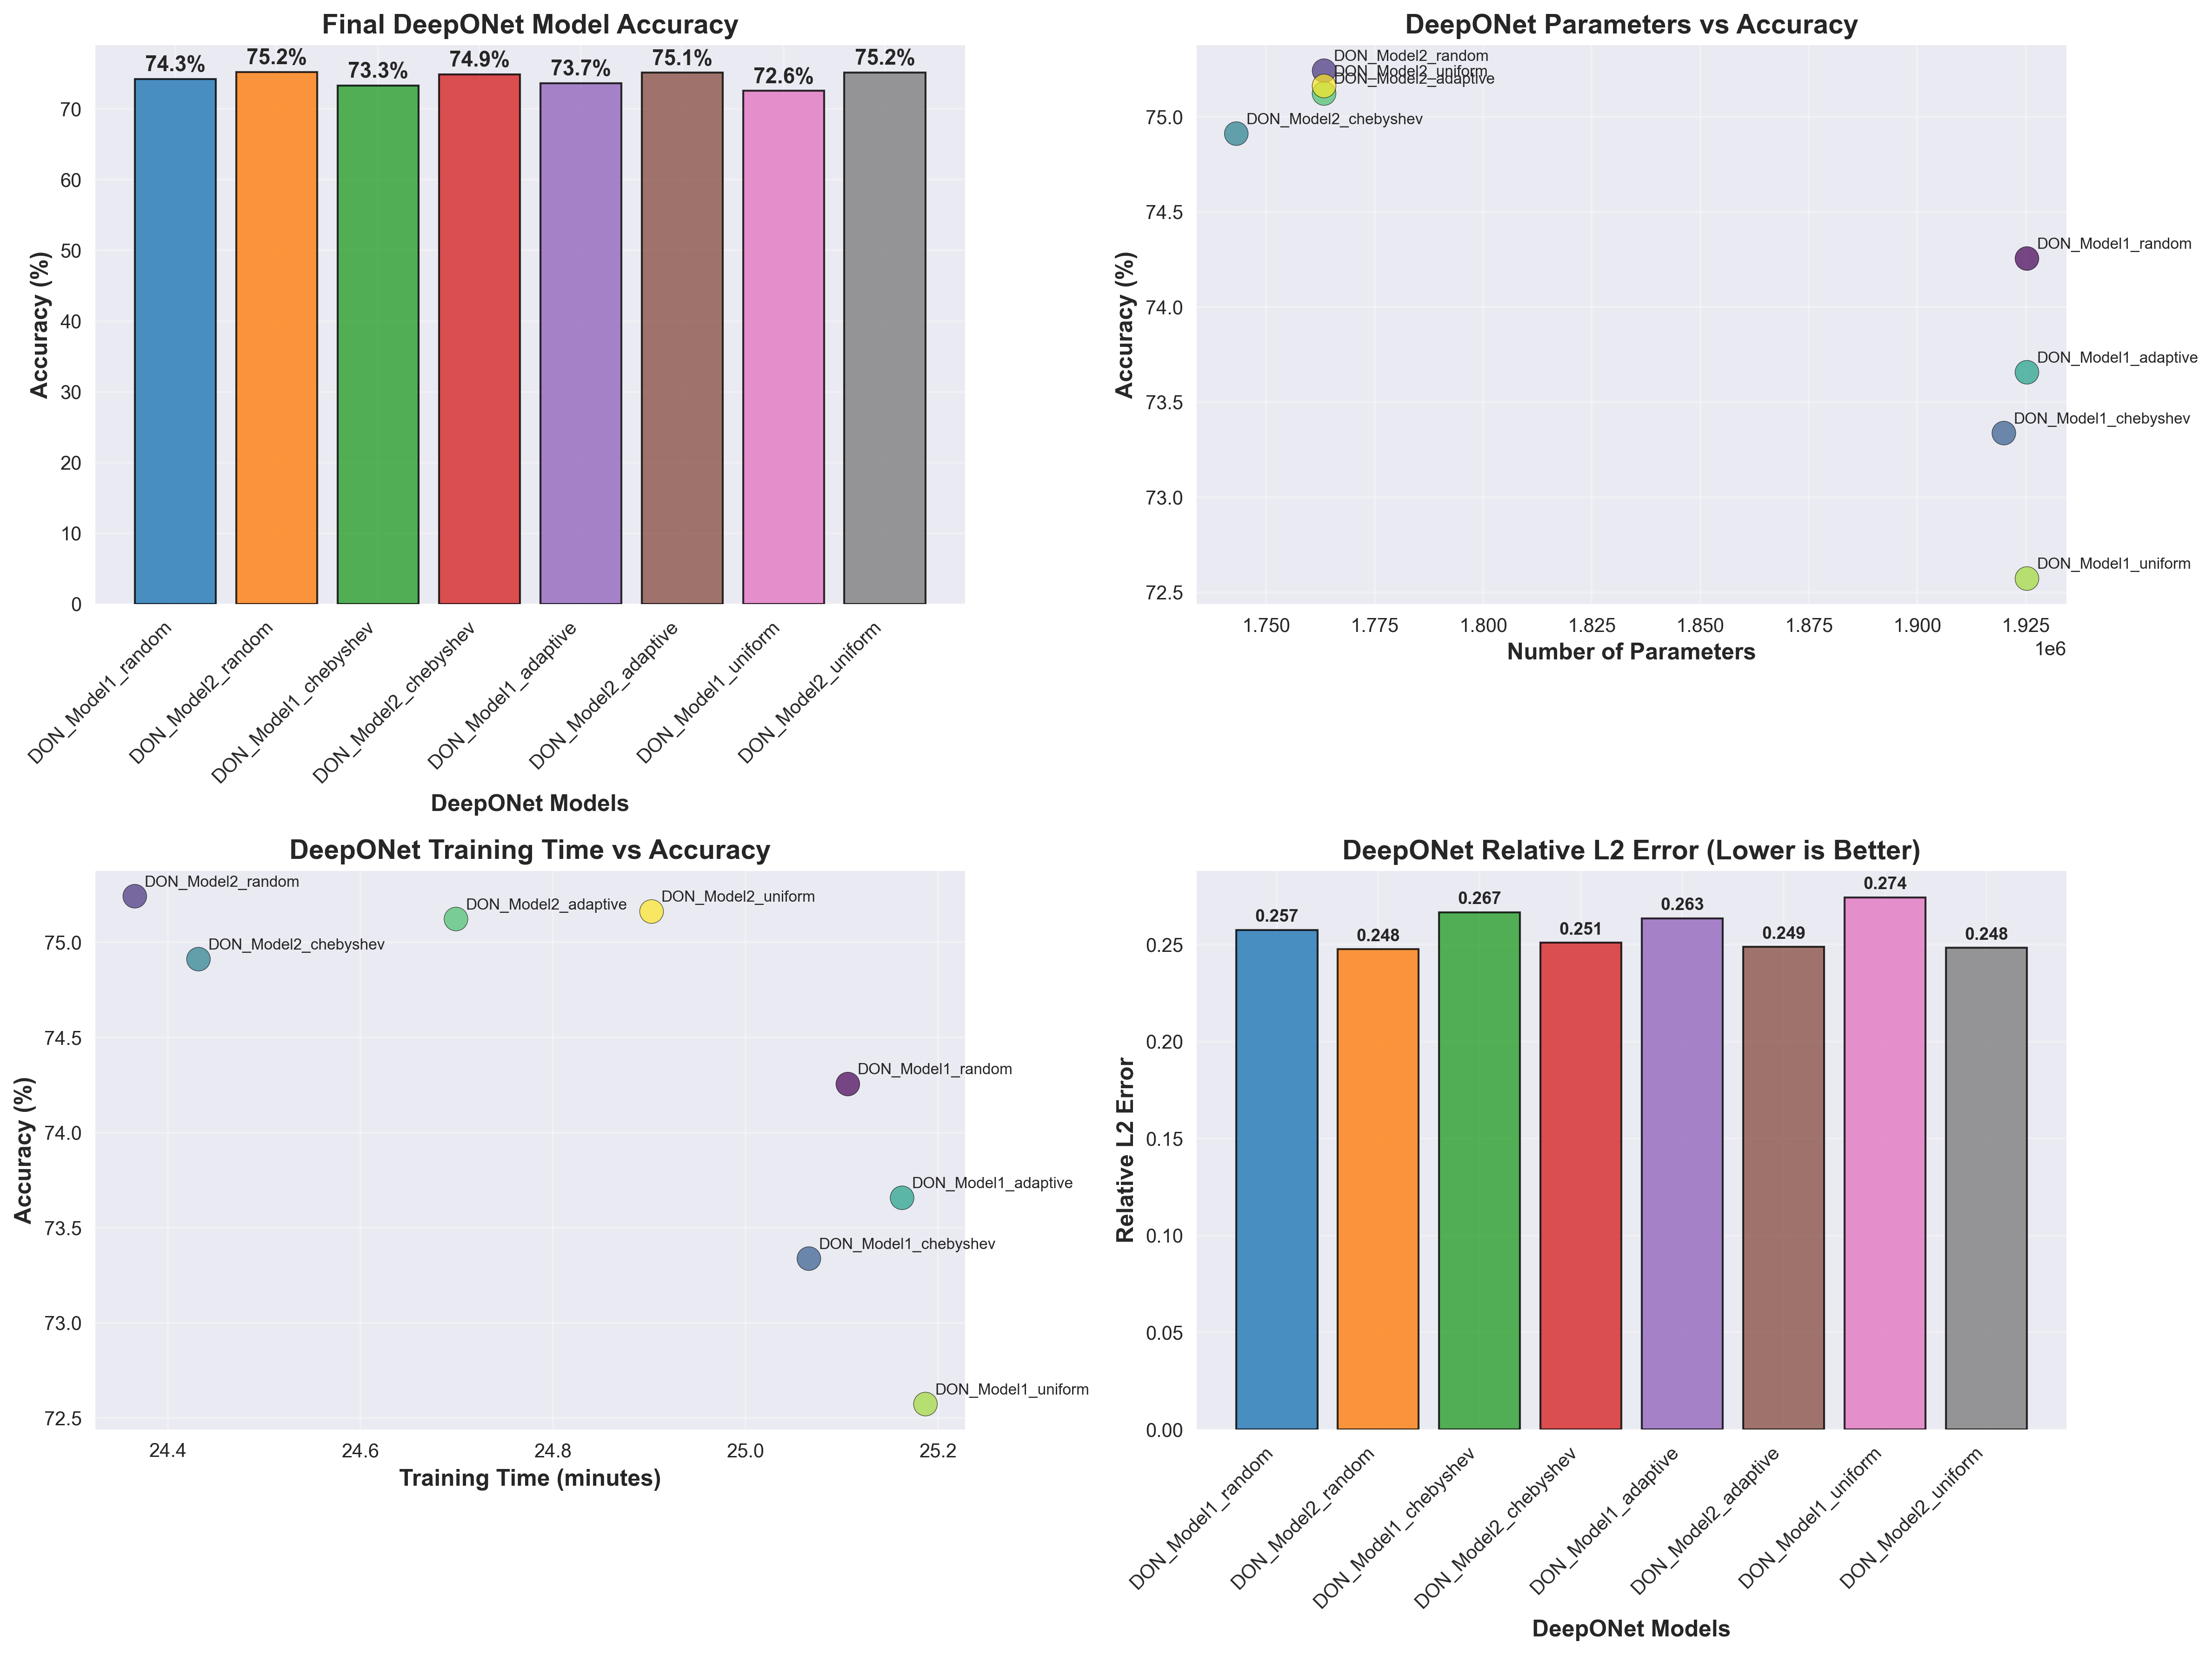 Final DeepONet Model Accuracy
74.3%
75.2%
73.3%
74.9%
73.7%
75.1%
72.6%
75.2%
Accuracy (%)
70
60
50
40
30
20
10
0
DON_Model1_random
DON_Model2_random
DON_Model1_chebyshev
DON_Model2_chebyshev
DON_Model1_adaptive
DON_Model2_adaptive
DON_Model1_uniform
DON_Model2_uniform
DeepONet Models
DeepONet Parameters vs Accuracy
DON_Model2_random
DON_Model2_uniform
DON_Model2_adaptive
DON_Model2_chebyshev
DON_Model1_random
DON_Model1_adaptive
DON_Model1_chebyshev
DON_Model1_uniform
Accuracy (%)
75.0
74.5
74.0
73.5
73.0
72.5
1.750
1.775
1.800
1.825
1.850
1.875
1.900
1.925
1e6
Number of Parameters
DeepONet Training Time vs Accuracy
DON_Model2_random
DON_Model2_adaptive
DON_Model2_uniform
DON_Model2_chebyshev
DON_Model1_random
DON_Model1_adaptive
DON_Model1_chebyshev
DON_Model1_uniform
Accuracy (%)
75.0
74.5
74.0
73.5
73.0
72.5
24.4
24.6
24.8
25.0
25.2
Training Time (minutes)
DeepONet Relative L2 Error (Lower is Better)
0.257
0.248
0.267
0.251
0.263
0.249
0.274
0.248
Relative L2 Error
0.25
0.20
0.15
0.10
0.05
0.00
DON_Model1_random
DON_Model2_random
DON_Model1_chebyshev
DON_Model2_chebyshev
DON_Model1_adaptive
DON_Model2_adaptive
DON_Model1_uniform
DON_Model2_uniform
DeepONet Models